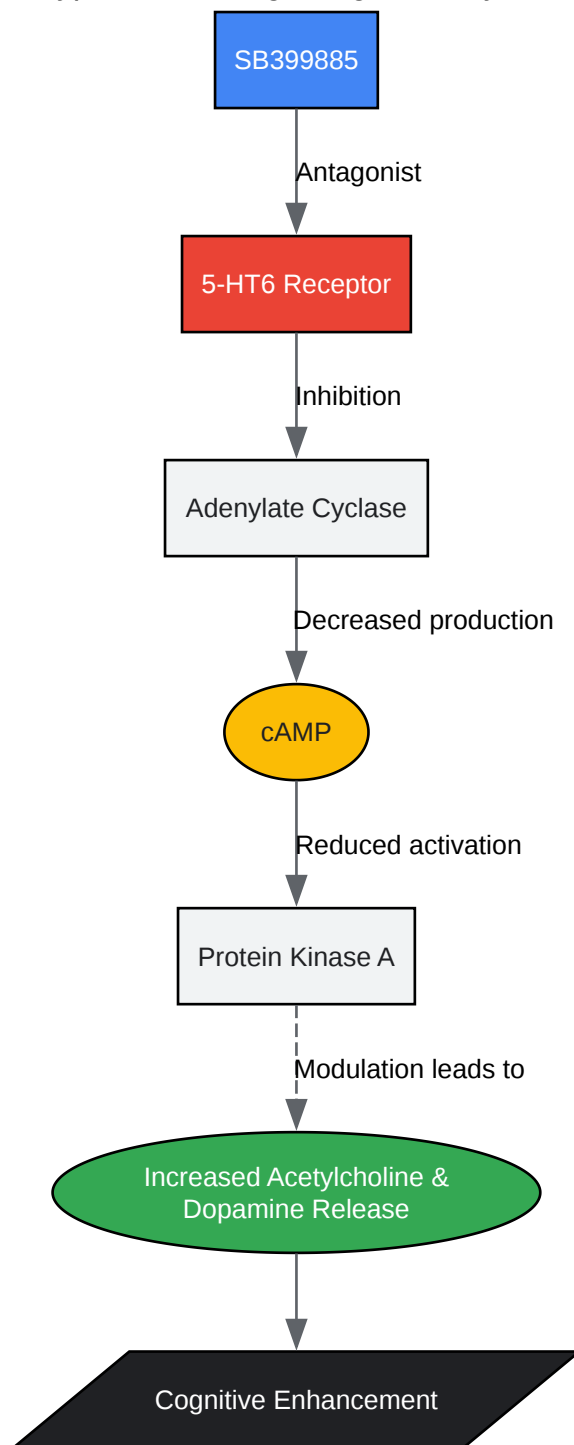 SB399885
Antagonist
5-HT6 Receptor
Inhibition
Adenylate Cyclase
Decreased production
cAMP
Reduced activation
Protein Kinase A
Modulation leads to
Increased Acetylcholine &
Dopamine Release
Cognitive Enhancement